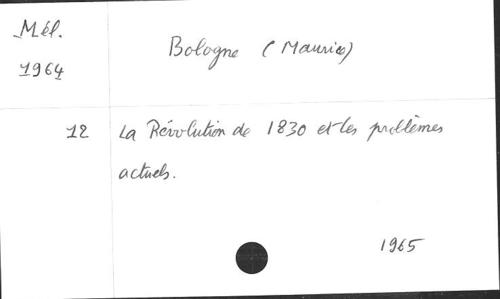 Mél.
1964
Bologne (Maurice)
12 La Révolution de 1830 et les problèmes
actuels.
1965